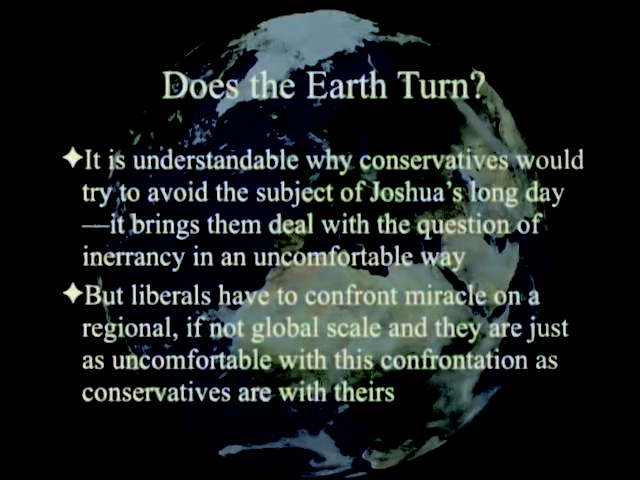 Does the Earth Turn?
✦It is understandable why conservatives would
try to avoid the subject of Joshua's long day
—it brings them deal with the question of
inerrancy in an uncomfortable way
✦But liberals have to confront miracle on a
regional, if not global scale and they are just
as uncomfortable with this confrontation as
conservatives are with theirs